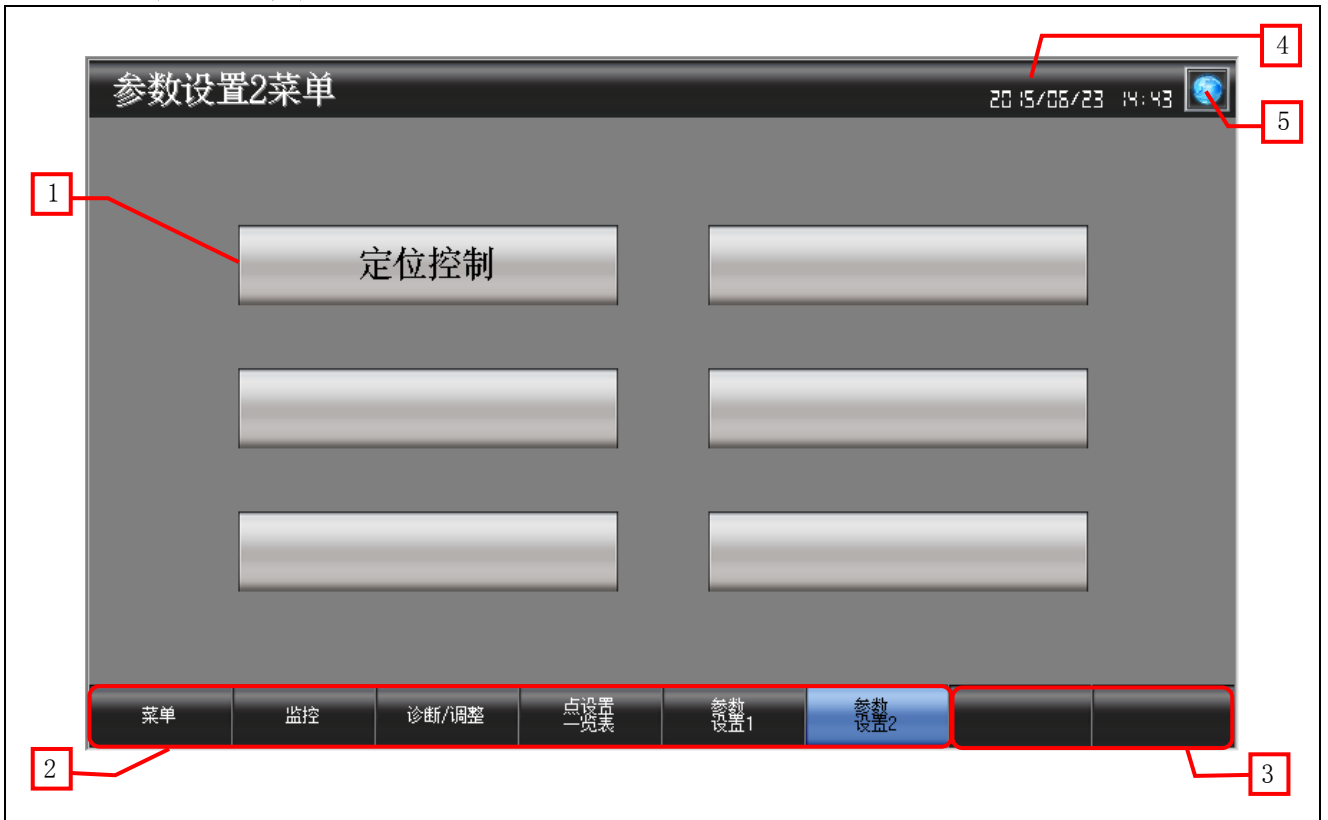 4
参数设置2菜单
2015/06/23 14:43
5
1
定位控制
菜单
监控
诊断/调整
点设置
一览表
参数
设置1
参数
设置2
2
3